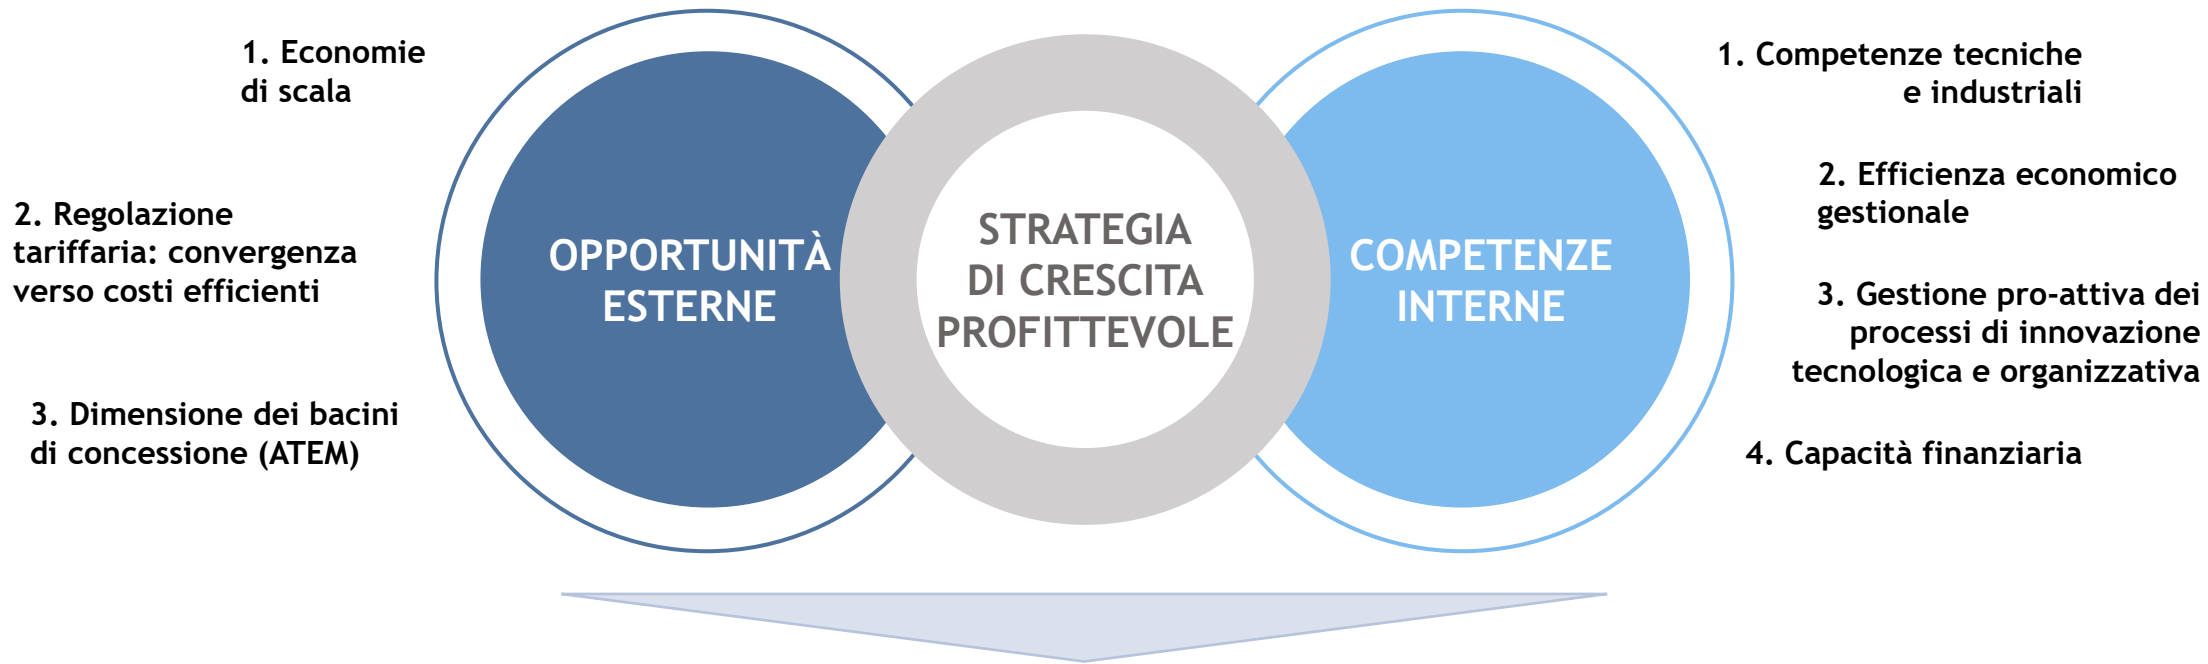 1. Economie
di scala
2. Regolazione
tariffaria: convergenza
verso costi efficienti
3. Dimensione dei bacini
di concessione (ATEM)
OPPORTUNITÀ
ESTERNE
STRATEGIA
DI CRESCITA
PROFITTEVOLE
COMPETENZE
INTERNE
1. Competenze tecniche
e industriali
2. Efficienza economico
gestionale
3. Gestione pro-attiva dei
processi di innovazione
tecnologica e organizzativa
4. Capacità finanziaria